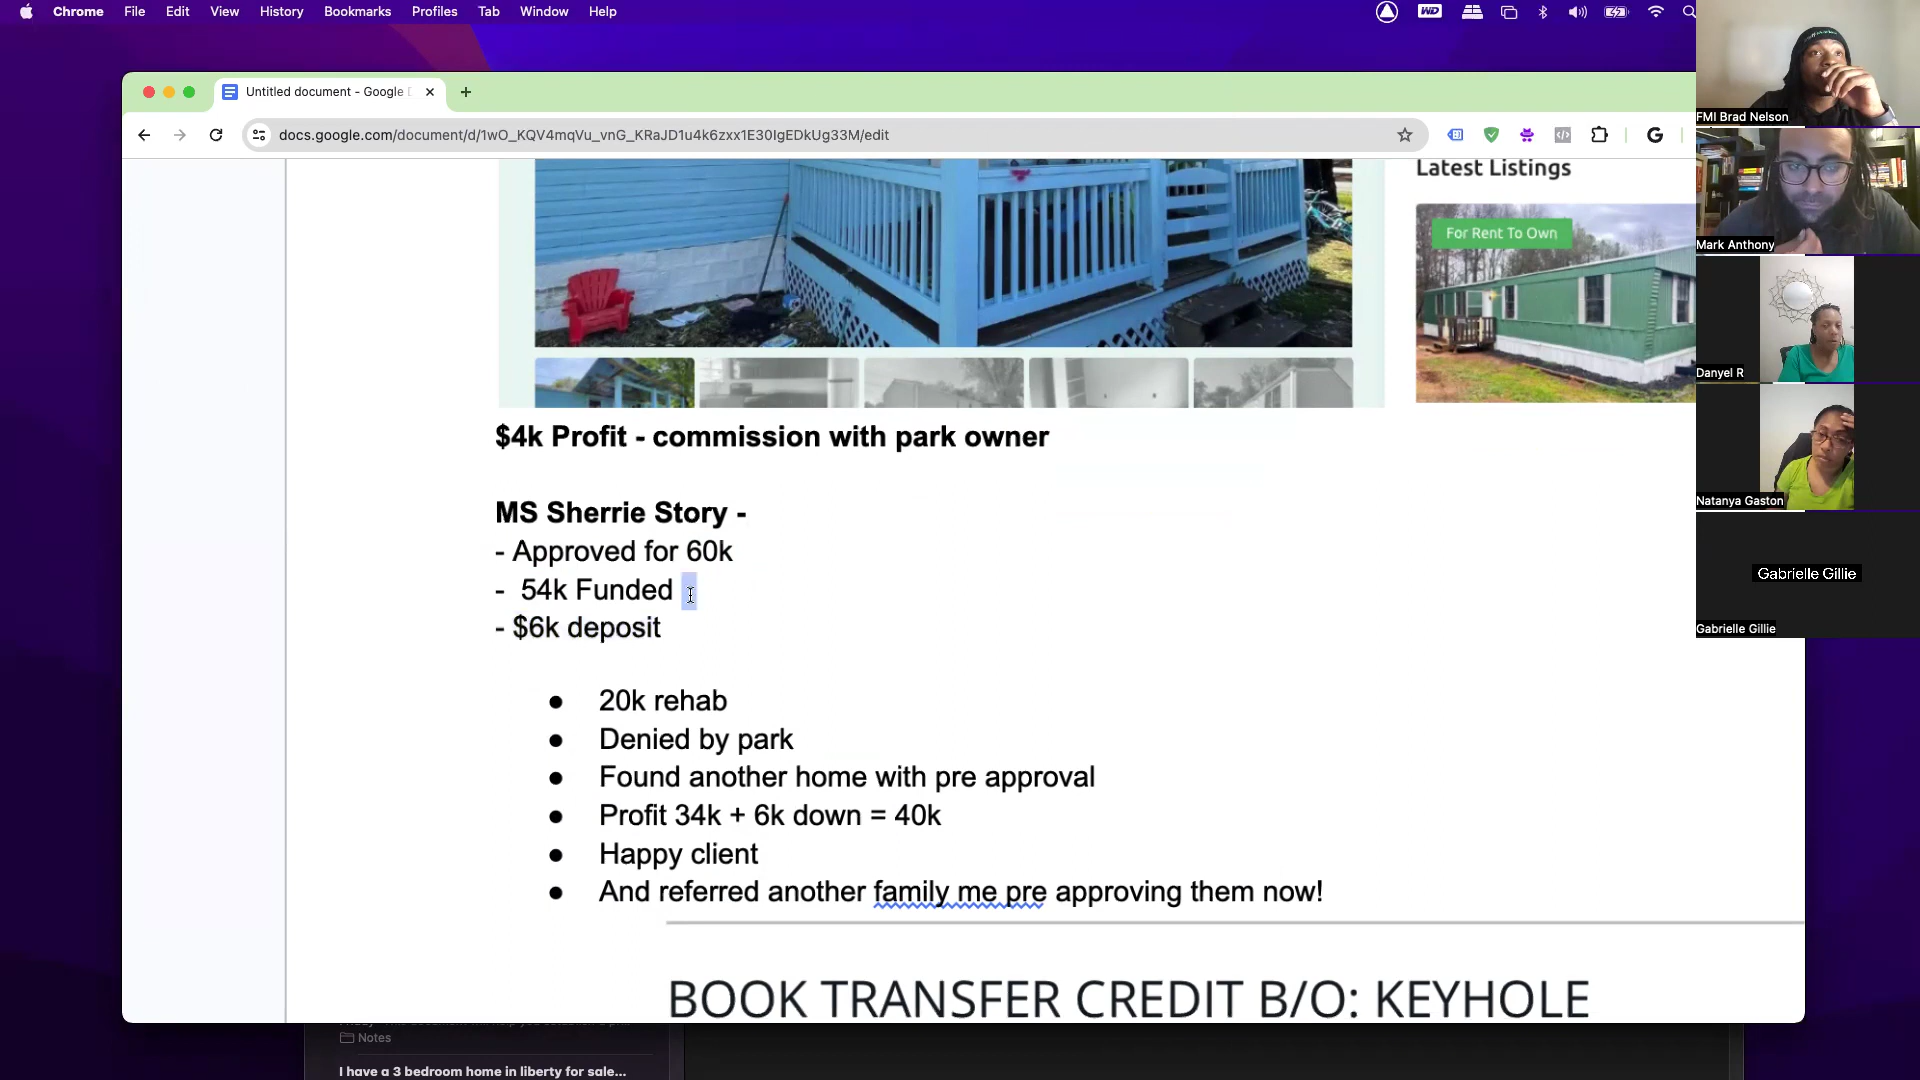 Chrome File Edit View History Bookmarks Profiles Tab Window Help
WD
Untitled document - Google
docs.google.com/document/d/1wO_KQV4mqVu_vnG_KRaJD1u4k6zxx1E30IgEDkUg33M/edit
Latest Listings
For Rent To Own
$4k Profit - commission with park owner
MS Sherrie Story -
- Approved for 60k
- 54k Funded
- $6k deposit
● 20k rehab
● Denied by park
● Found another home with pre approval
● Profit 34k + 6k down = 40k
● Happy client
● And referred another family me pre approving them now!
BOOK TRANSFER CREDIT B/O: KEYHOLE
Notes
I have a 3 bedroom home in liberty for sale...
FMI Brad Nelson
Mark Anthony
Danyel R
Natanya Gaston
Gabrielle Gillie
Gabrielle Gillie